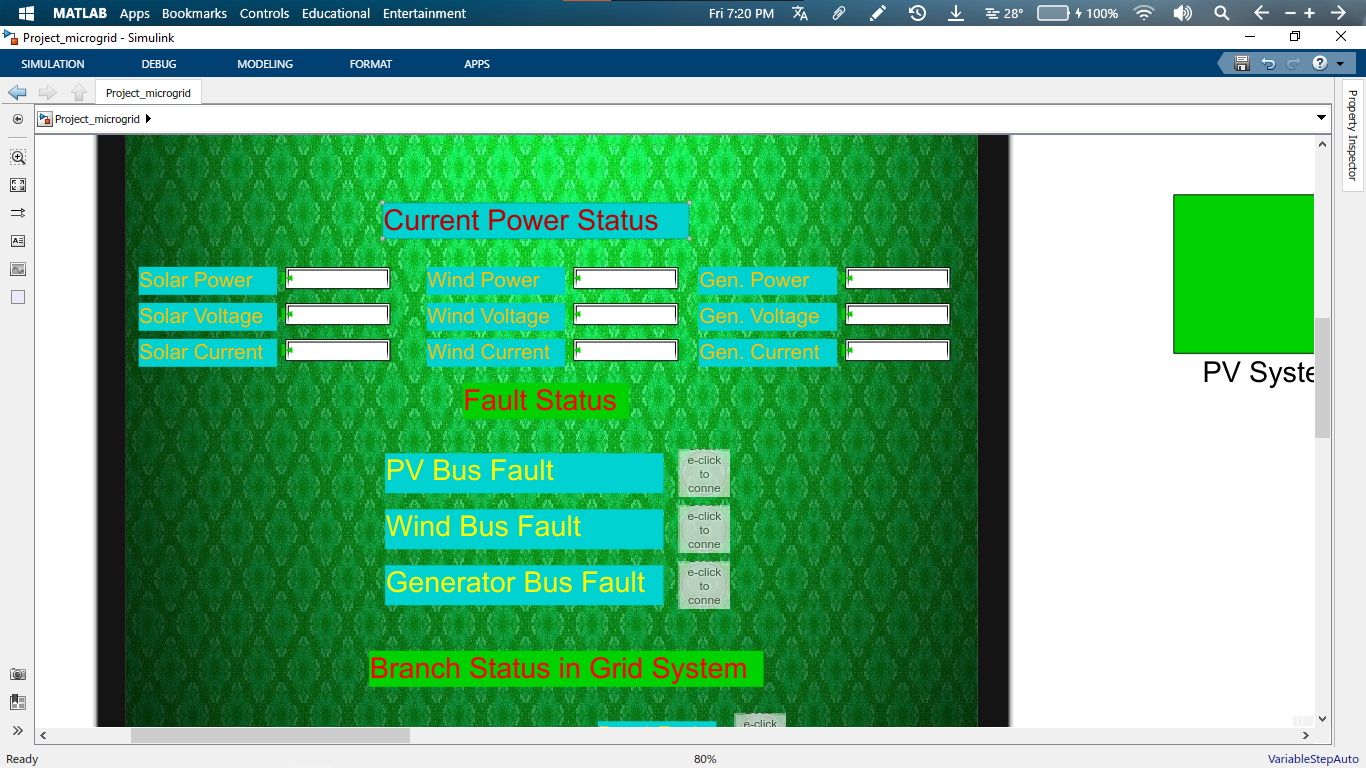 MATLAB Apps Bookmarks Controls Educational Entertainment Fri 7:20 PM 28° 100%
Project_microgrid - Simulink
SIMULATION DEBUG MODELING FORMAT APPS
Project_microgrid
Project_microgrid
Property Inspector
Current Power Status
Solar Power Wind Power Gen. Power
Solar Voltage Wind Voltage Gen. Voltage
Solar Current Wind Current Gen. Current
PV Syste
Fault Status
PV Bus Fault
e-click
to
conne
Wind Bus Fault
e-click
to
conne
Generator Bus Fault
e-click
to
conne
Branch Status in Grid System
e-click
Ready 80% VariableStepAuto